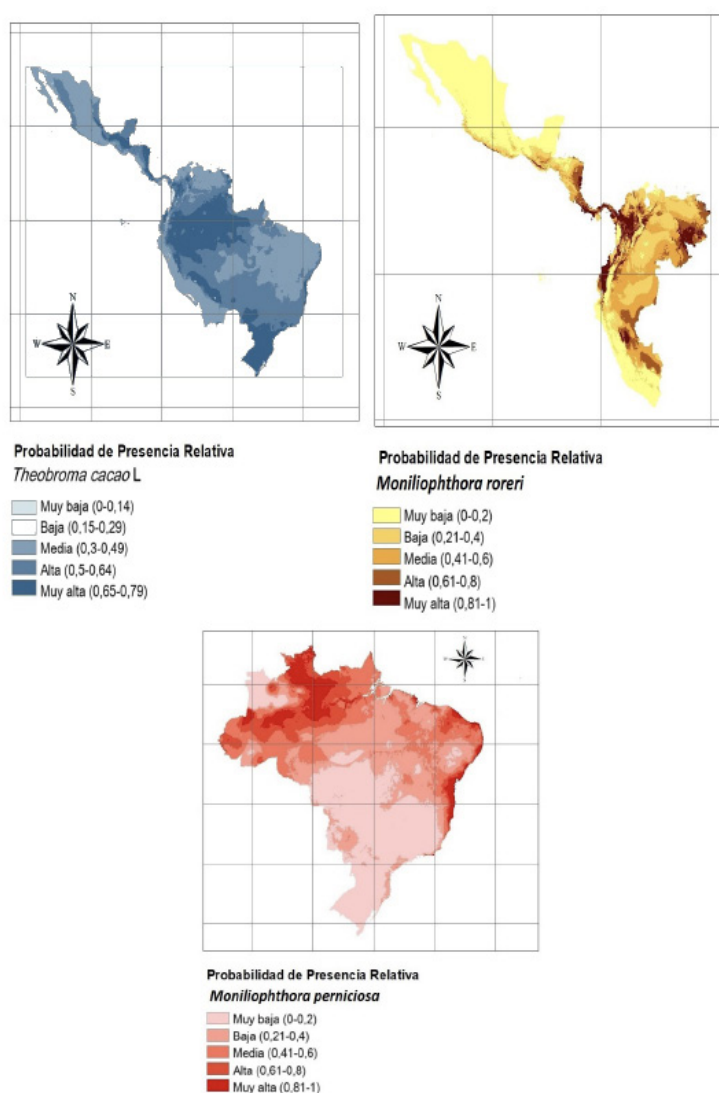 N
W
E
S
N
W
E
S
Probabilidad de Presencia Relativa
Theobroma cacao L
Muy baja (0-0,14)
Baja (0,15-0,29)
Media (0,3-0,49)
Alta (0,5-0,64)
Muy alta (0,65-0,79)
Probabilidad de Presencia Relativa
Moniliophthora roreri
Muy baja (0-0,2)
Baja (0,21-0,4)
Media (0,41-0,6)
Alta (0,61-0,8)
Muy alta (0,81-1)
Probabilidad de Presencia Relativa
Moniliophthora perniciosa
Muy baja (0-0,2)
Baja (0,21-0,4)
Media (0,41-0,6)
Alta (0,61-0,8)
Muy alta (0,81-1)